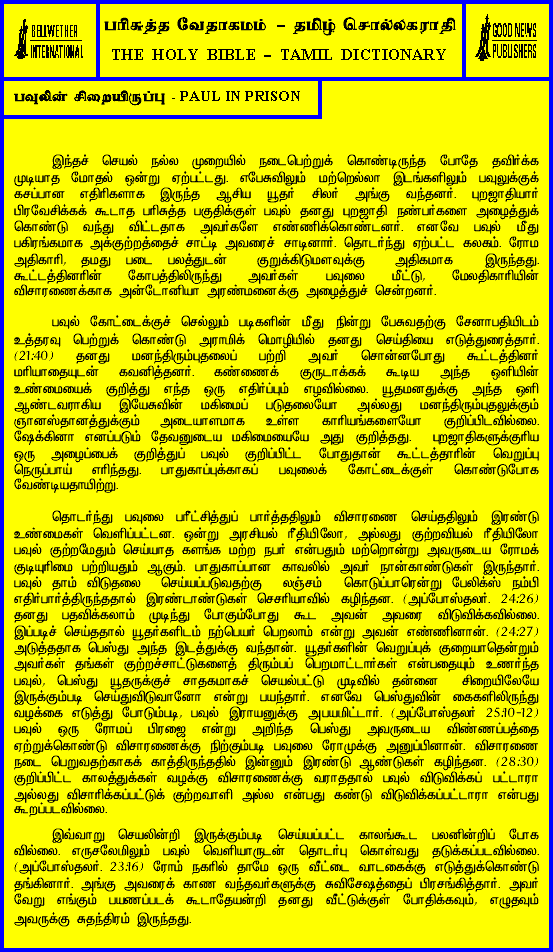 BELLWETHER
INTERNATIONAL
பரிசுத்த வேதாகமம் - தமிழ் சொல்லகராதி
THE HOLY BIBLE - TAMIL DICTIONARY
GOOD NEWS
PUBLISHERS
பவுலின் சிறையிருப்பு - PAUL IN PRISON
இந்தச் செயல் நல்ல முறையில் நடைபெற்றுக் கொண்டிருந்த போதே தவிர்க்க
முடியாத மோதல் ஒன்று ஏற்பட்டது. எபேசுவிலும் மற்றெல்லா இடங்களிலும் பவுலுக்குக்
கசப்பான எதிரிகளாக இருந்த ஆசிய யூதர் சிலர் அங்கு வந்தனர். புறஜாதியார்
பிரவேசிக்கக் கூடாத பரிசுத்த பகுதிக்குள் பவுல் தனது புறஜாதி நண்பர்களை அழைத்துக்
கொண்டு வந்து விட்டதாக அவர்களே எண்ணிக்கொண்டனர். எனவே பவுல் மீது
பகிரங்கமாக அக்குற்றத்தைச் சாட்டி அவரைச் சாடினார். தொடர்ந்து ஏற்பட்ட கலகம். ரோம
அதிகாரி, தமது படை பலத்துடன் குறுக்கிடுமளவுக்கு அதிகமாக இருந்தது.
கூட்டத்தினரின் கோபத்திலிருந்து அவர்கள் பவுலை மீட்டு, மேலதிகாரியின்
விசாரணைக்காக அன்டோனியா அரண்மனைக்கு அழைத்துச் சென்றனர்.
பவுல் கோட்டைக்குச் செல்லும் படிகளின் மீது நின்று பேசுவதற்கு சேனாபதியிடம்
உத்தரவு பெற்றுக் கொண்டு அராமிக் மொழியில் தனது செய்தியை எடுத்துரைத்தார்.
(21:40) தனது மனந்திரும்புதலைப் பற்றி அவர் சொன்னபோது கூட்டத்தினர்
மரியாதையுடன் கவனித்தனர். கண்ணைக் குருடாக்கக் கூடிய அந்த ஒளியின்
உண்மையைக் குறித்து எந்த ஒரு எதிர்ப்பும் எழவில்லை. யூதமனதுக்கு அந்த ஒளி
ஆண்டவராகிய இயேசுவின் மகிமைப் படுதலையோ அல்லது மனந்திரும்புதலுக்கும்
ஞானஸ்தானத்துக்கும் அடையாளமாக உள்ள காரியங்களையோ குறிப்பிடவில்லை.
ஷேக்கினா எனப்படும் தேவனுடைய மகிமையையே அது குறித்தது. புறஜாதிகளுக்குரிய
ஒரு அழைப்பைக் குறித்துப் பவுல் குறிப்பிட்ட போதுதான் கூட்டத்தாரின் வெறுப்பு
நெருப்பாய் எரிந்தது. பாதுகாப்புக்காகப் பவுலைக் கோட்டைக்குள் கொண்டுபோக
வேண்டியதாயிற்று.
தொடர்ந்து பவுலை பரீட்சித்துப் பார்த்ததிலும் விசாரணை செய்ததிலும் இரண்டு
உண்மைகள் வெளிப்பட்டன. ஒன்று அரசியல் ரீதியிலோ, அல்லது குற்றவியல் ரீதியிலோ
பவுல் குற்றமேதும் செய்யாத களங்க மற்ற நபர் என்பதும் மற்றொன்று அவருடைய ரோமக்
குடியுரிமை பற்றியதும் ஆகும். பாதுகாப்பான காவலில் அவர் நான்காண்டுகள் இருந்தார்.
பவுல் தாம் விடுதலை செய்யப்படுவதற்கு லஞ்சம் கொடுப்பாரென்று பேலிக்ஸ் நம்பி
எதிர்பார்த்திருந்ததால் இரண்டாண்டுகள் செசரியாவில் கழிந்தன. (அப்போஸ்தலர். 24:26)
தனது பதவிக்காலம் முடிந்து போகும்போது கூட அவன் அவரை விடுவிக்கவில்லை.
இப்படிச் செய்ததால் யூதர்களிடம் நற்பெயர் பெறலாம் என்று அவன் எண்ணினான். (24:27)
அடுத்ததாக பெஸ்து அந்த இடத்துக்கு வந்தான். யூதர்களின் வெறுப்புக் குறையாதென்றும்
அவர்கள் தங்கள் குற்றச்சாட்டுகளைத் திரும்பப் பெறமாட்டார்கள் என்பதையும் உணர்ந்த
பவுல், பெஸ்து யூதருக்குச் சாதகமாகச் செயல்பட்டு முடிவில் தன்னை சிறையிலேயே
இருக்கும்படி செய்துவிடுவானோ என்று பயந்தார். எனவே பெஸ்துவின் கைகளிலிருந்து
வழக்கை எடுத்து போடும்படி, பவுல் இராயனுக்கு அபயமிட்டார். (அப்போஸ்தலர் 25:10-12)
பவுல் ஒரு ரோமப் பிரஜை என்று அறிந்த பெஸ்து அவருடைய விண்ணப்பத்தை
ஏற்றுக்கொண்டு விசாரணைக்கு நிற்கும்படி பவுலை ரோமுக்கு அனுப்பினான். விசாரணை
நடை பெறுவதற்காகக் காத்திருந்ததில் இன்னும் இரண்டு ஆண்டுகள் கழிந்தன. (28:30)
குறிப்பிட்ட காலத்துக்கள் வழக்கு விசாரணைக்கு வராததால் பவுல் விடுவிக்கப் பட்டாரா
அல்லது விசாரிக்கப்பட்டுக் குற்றவாளி அல்ல என்பது கண்டு விடுவிக்கப்பட்டாரா என்பது
கூறப்படவில்லை.
இவ்வாறு செயலின்றி இருக்கும்படி செய்யப்பட்ட காலங்கூட பலனின்றிப் போக
வில்லை. எருசலேமிலும் பவுல் வெளியாருடன் தொடர்பு கொள்வது தடுக்கப்படவில்லை.
(அப்போஸ்தலர். 23:16) ரோம் நகரில் தாமே ஒரு வீட்டை வாடகைக்கு எடுத்துக்கொண்டு
தங்கினார். அங்கு அவரைக் காண வந்தவர்களுக்கு சுவிசேஷத்தைப் பிரசங்கித்தார். அவர்
வேறு எங்கும் பயணப்படக் கூடாதேயன்றி தனது வீட்டுக்குள் போதிக்கவும், எழுதவும்
அவருக்கு சுதந்திரம் இருந்தது.